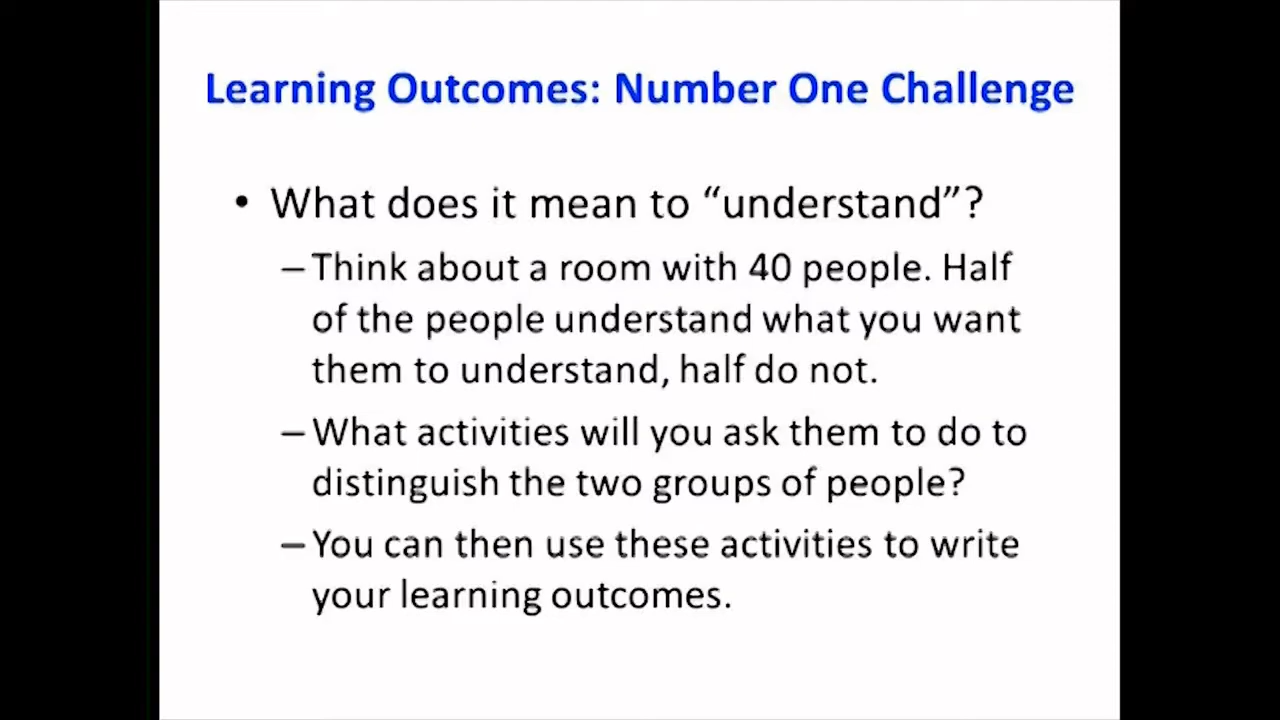 Learning Outcomes: Number One Challenge
• What does it mean to “understand”?
– Think about a room with 40 people. Half
of the people understand what you want
them to understand, half do not.
– What activities will you ask them to do to
distinguish the two groups of people?
– You can then use these activities to write
your learning outcomes.